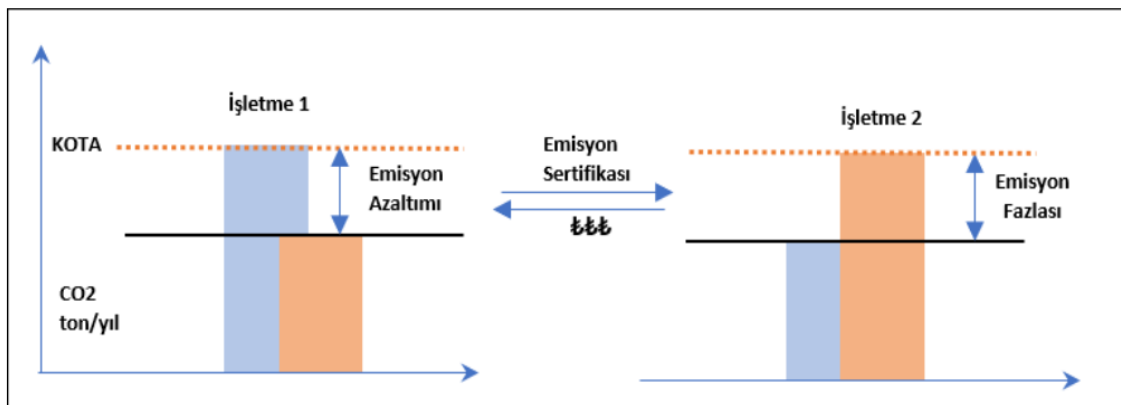 İşletme 1
KOTA
Emisyon
Azaltımı
CO2
ton/yıl
Emisyon
Sertifikası
₺₺₺
İşletme 2
Emisyon
Fazlası